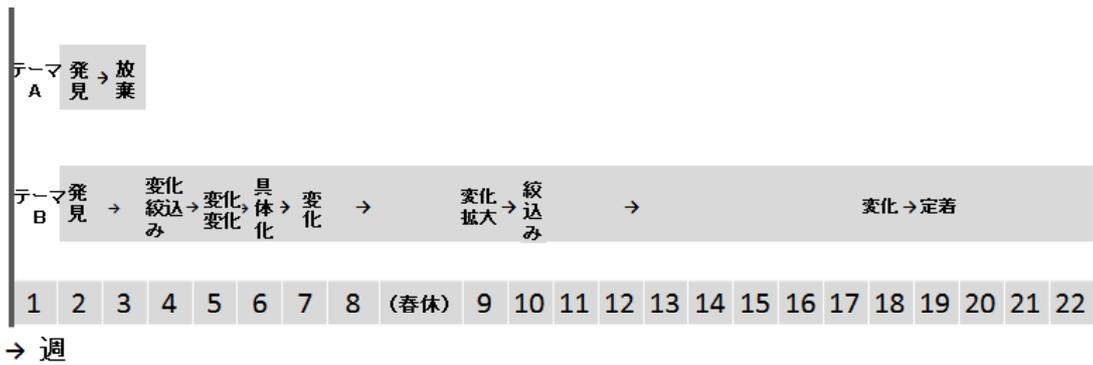 テーマA 発見→放棄
テーマB 発見 → 変化絞込み→変化変化→具体化→変化 → 変化拡大→絞込み → 変化→定着
1 2 3 4 5 6 7 8 (春休) 9 10 11 12 13 14 15 16 17 18 19 20 21 22
→ 週